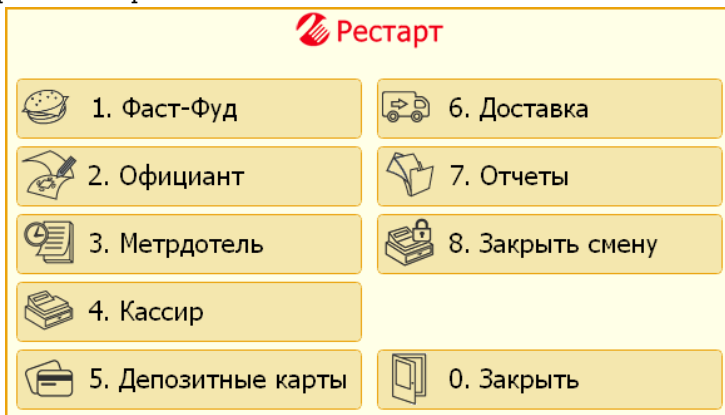 Рестарт
1. Фаст-Фуд
2. Официант
3. Метрдотель
4. Кассир
5. Депозитные карты
6. Доставка
7. Отчеты
8. Закрыть смену
0. Закрыть